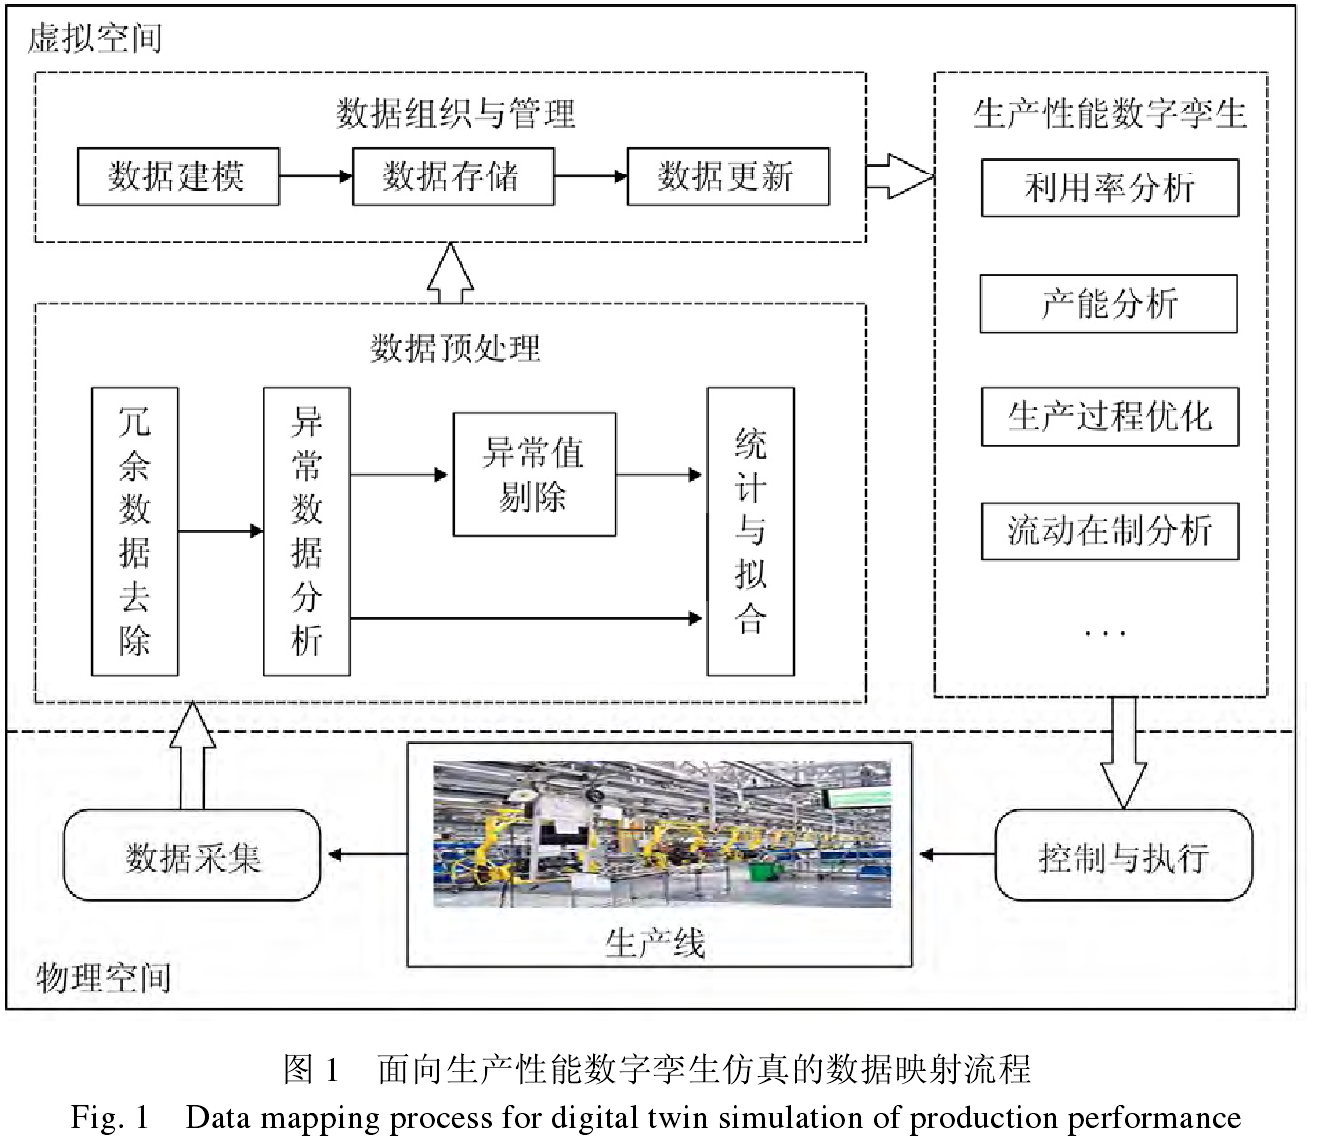 虚拟空间
数据组织与管理
数据建模
数据存储
数据更新
生产性能数字孪生
利用率分析
产能分析
生产过程优化
流动在制分析
...
数据预处理
冗余数据去除
异常数据分析
异常值
剔除
统计与拟合
数据采集
生产线
控制与执行
物理空间
图 1 面向生产性能数字孪生仿真的数据映射流程
Fig. 1 Data mapping process for digital twin simulation of production performance